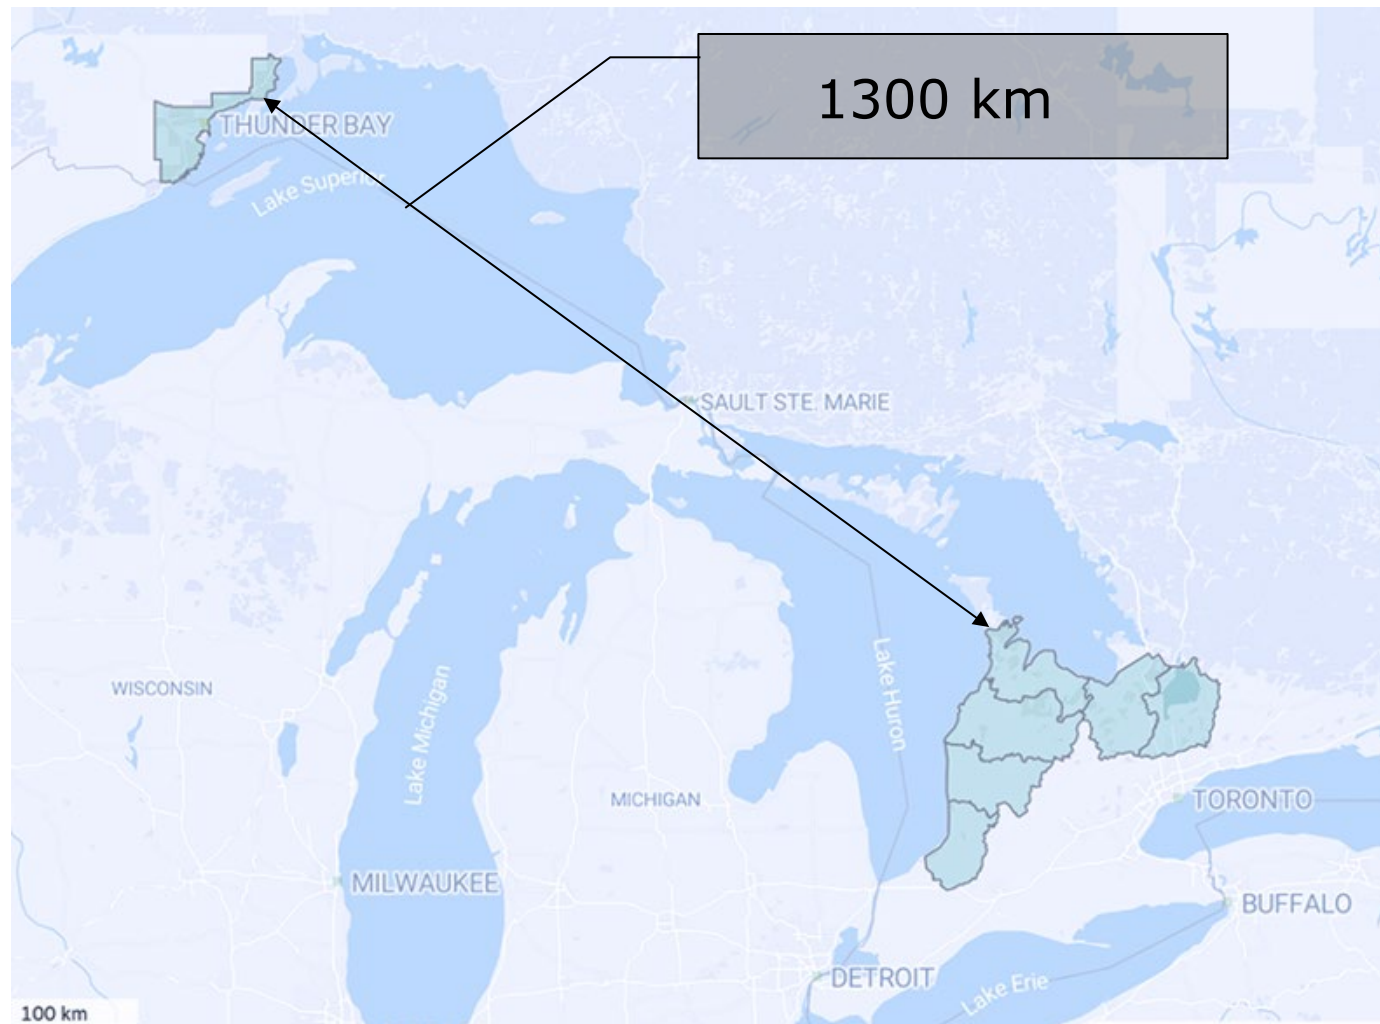 1300 km
THUNDER BAY
Lake Superior
SAULT STE. MARIE
WISCONSIN
Lake Michigan
Lake Huron
MICHIGAN
TORONTO
MILWAUKEE
BUFFALO
DETROIT
Lake Erie
100 km